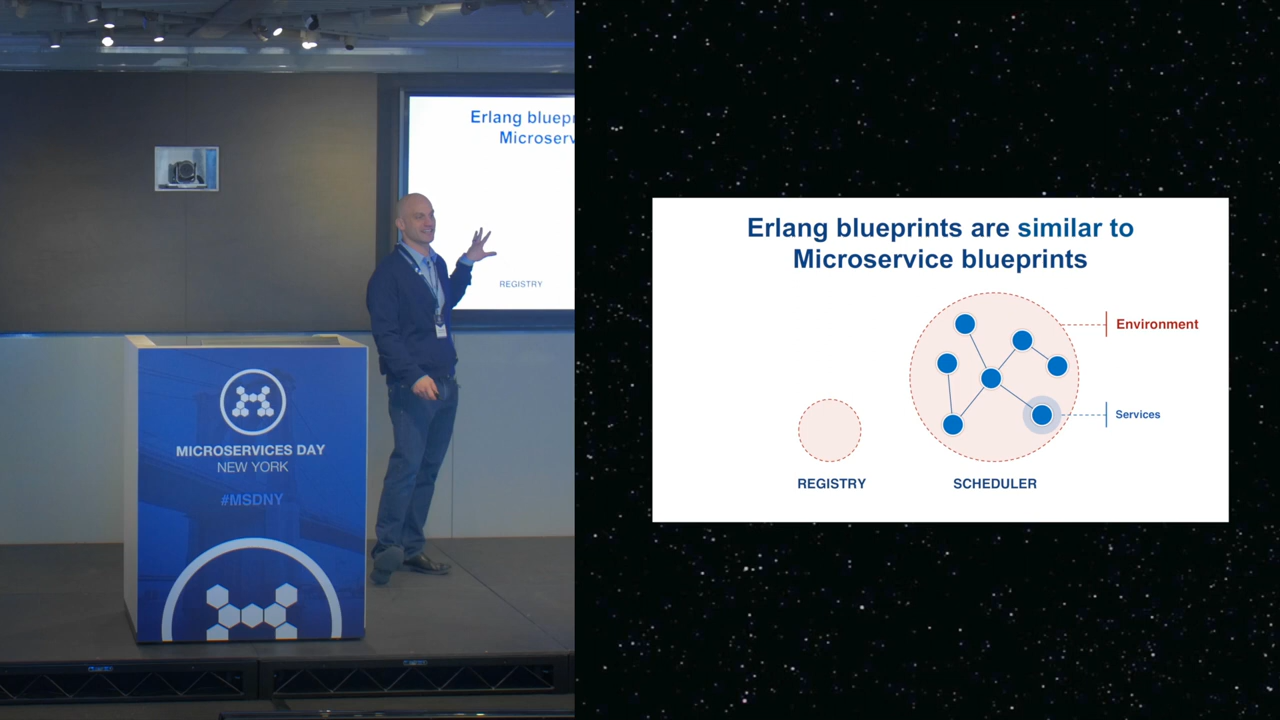 Erlang bluep
Microserv
REGISTRY
MICROSERVICES DAY
NEW YORK
#MSDNY
Erlang blueprints are similar to
Microservice blueprints
Environment
Services
REGISTRY
SCHEDULER